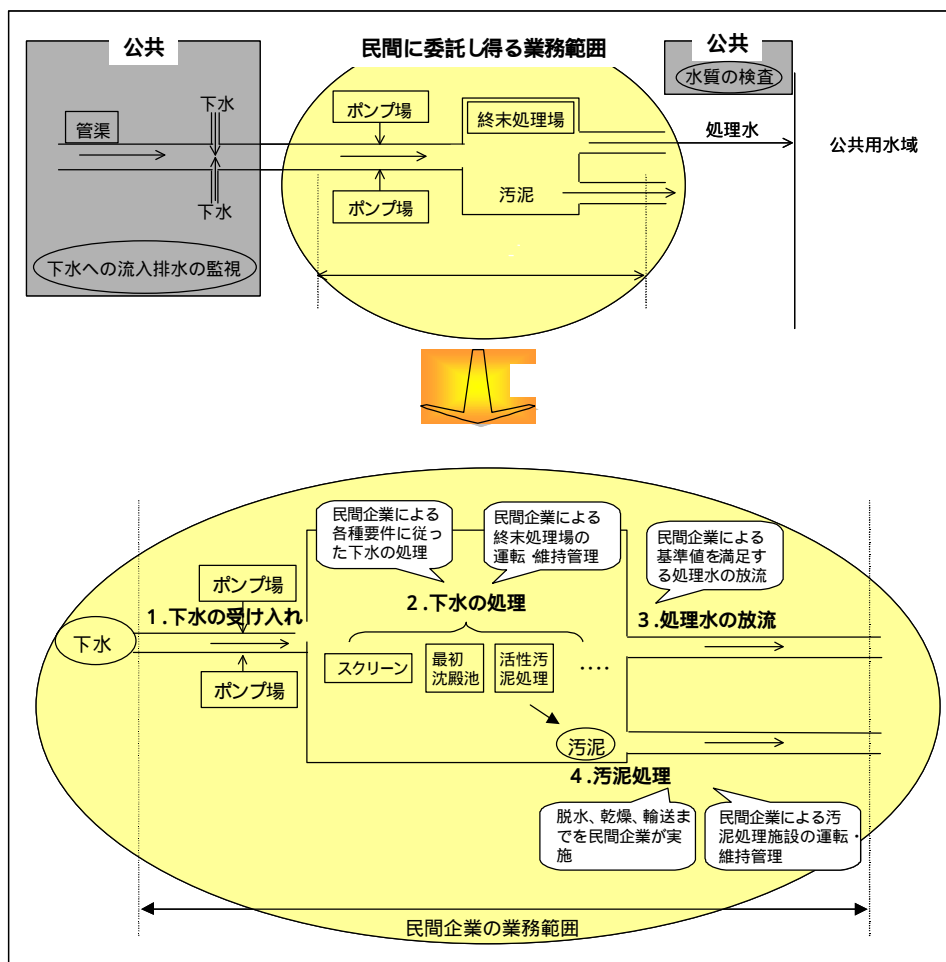 公共
民間に委託し得る業務範囲
公共
水質の検査
下水
管渠
ポンプ場
終末処理場
処理水
公共用水域
下水
ポンプ場
汚泥
下水への流入排水の監視
民間企業による
各種要件に従っ
た下水の処理
民間企業による
終末処理場の
運転・維持管理
民間企業による
基準値を満足す
る処理水の放流
ポンプ場
1.下水の受け入れ
2.下水の処理
3.処理水の放流
下水
スクリーン
最初
沈殿池
活性汚
泥処理
‥‥
ポンプ場
汚泥
4.汚泥処理
脱水、乾燥、輸送ま
でを民間企業が実
施
民間企業による汚
泥処理施設の運転・
維持管理
民間企業の業務範囲